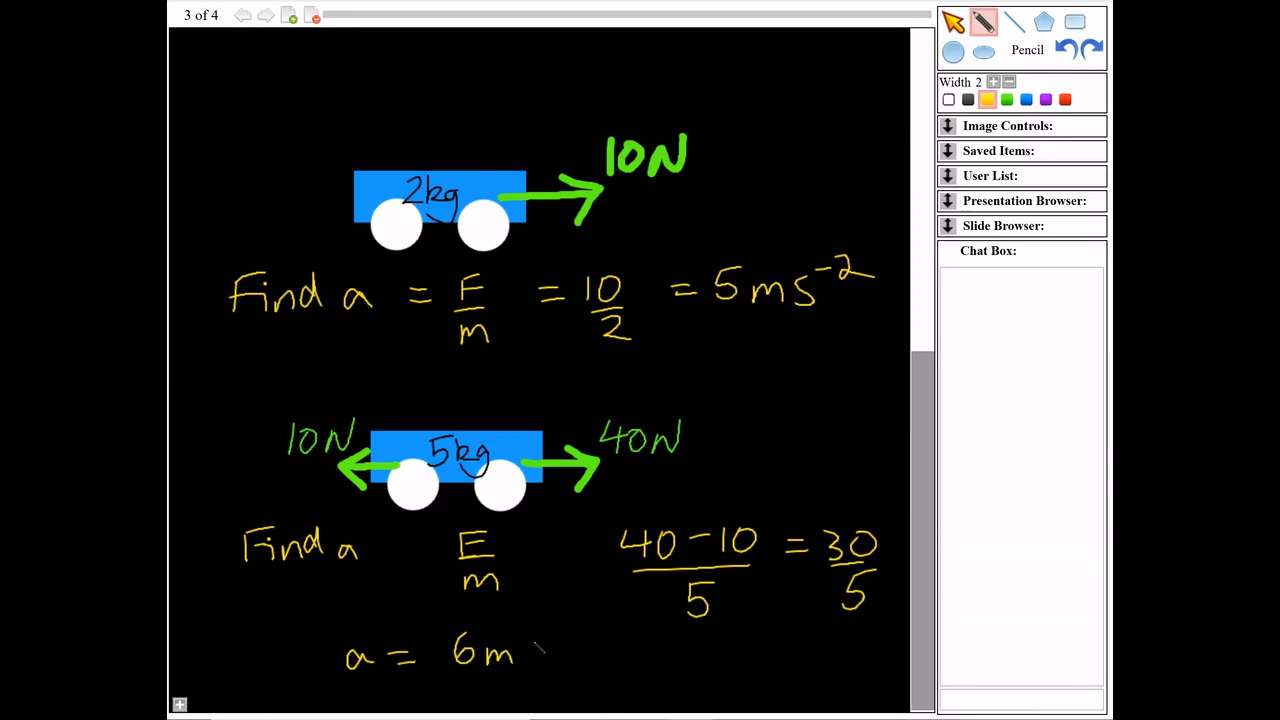 3 of 4
Pencil
Width 2
Image Controls:
Saved Items:
User List:
Presentation Browser:
Slide Browser:
Chat Box:
10N
2kg
Find a = F/m = 10/2 = 5ms⁻²
10N
5kg
40N
Find a F/m 40-10/5 = 30/5
a = 6m